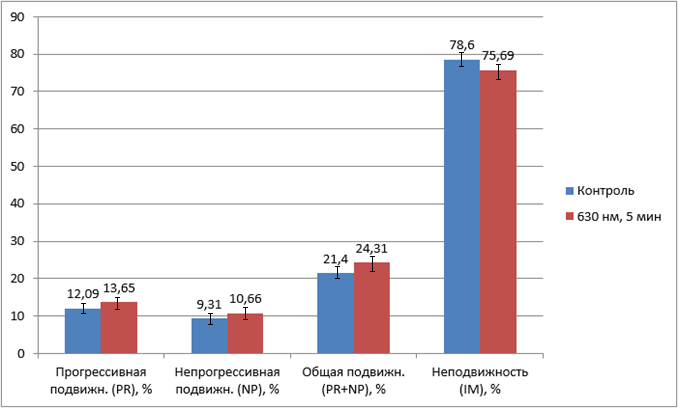 90
80
70
60
50
40
30
20
10
0
12,09
13,65
9,31
10,66
21,4
24,31
78,6
75,69
Прогрессивная
подвижн. (PR), %
Непрогрессивная
подвижн. (NP), %
Общая подвижн.
(PR+NP), %
Неподвижность
(IM), %
Контроль
630 нм, 5 мин